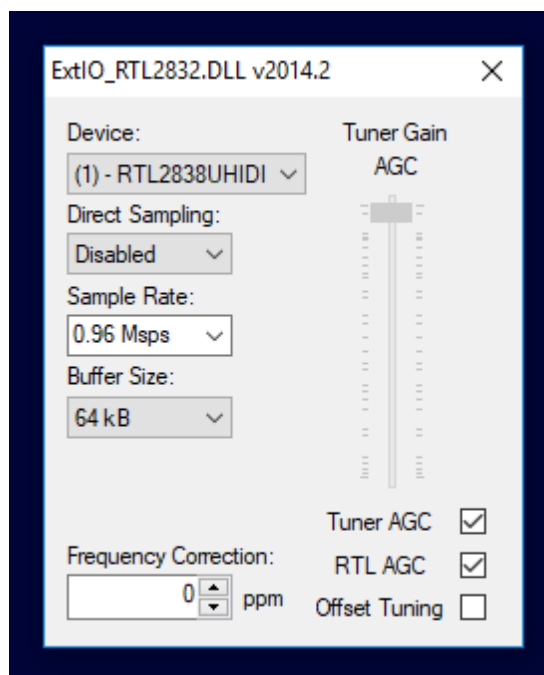 ExtIO_RTL2832.DLL v2014.2
Device:
(1) - RTL2838UHIDI
Direct Sampling:
Disabled
Sample Rate:
0.96 Msps
Buffer Size:
64 kB
Tuner Gain
AGC
Tuner AGC
RTL AGC
Offset Tuning
Frequency Correction:
0 ppm